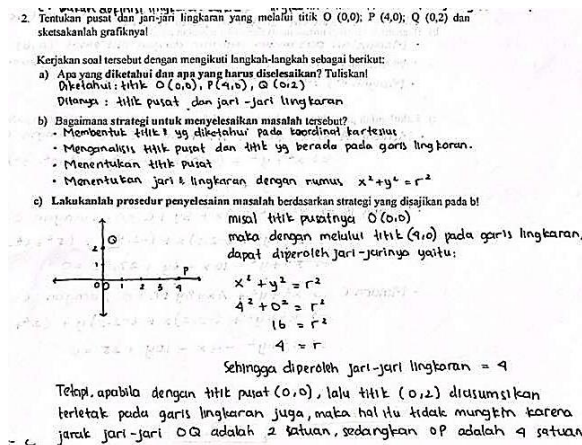 2. Tentukan pusat dan jari-jari lingkaran yang melalui titik O (0,0); P (4,0); Q (0,2) dan
sketsakanlah grafiknya!
Kerjakan soal tersebut dengan mengikuti langkah-langkah sebagai berikut:
a) Apa yang diketahui dan apa yang harus diselesaikan? Tuliskan!
Diketahui : titik O (0,0), P (4,0), Q (0,2)
Ditanya : titik pusat dan jari-jari lingkaran
b) Bagaimana strategi untuk menyelesaikan masalah tersebut?
• Membentuk titik² yg diketahui pada koordinat kartesius
• Menganalisis titik pusat dan titik yg berada pada garis lingkaran.
• Menentukan titik pusat
• Menentukan jari² lingkaran dengan rumus x² + y² = r²
c) Lakukanlah prosedur penyelesaian masalah berdasarkan strategi yang disajikan pada b!
misal titik pusatnya O (0,0)
maka dengan melalui titik (4,0) pada garis lingkaran,
dapat diperoleh jari-jarinya yaitu:
Q
2
1
P
0 1 2 3 4
x² + y² = r²
4² + 0² = r²
16 = r²
4 = r
Sehingga diperoleh jari-jari lingkaran = 4
Tetapi, apabila dengan titik pusat (0,0), lalu titik (0,2) diasumsikan
terletak pada garis lingkaran juga, maka hal itu tidak mungkin karena
jarak jari-jari OQ adalah 2 satuan, sedangkan OP adalah 4 satuan